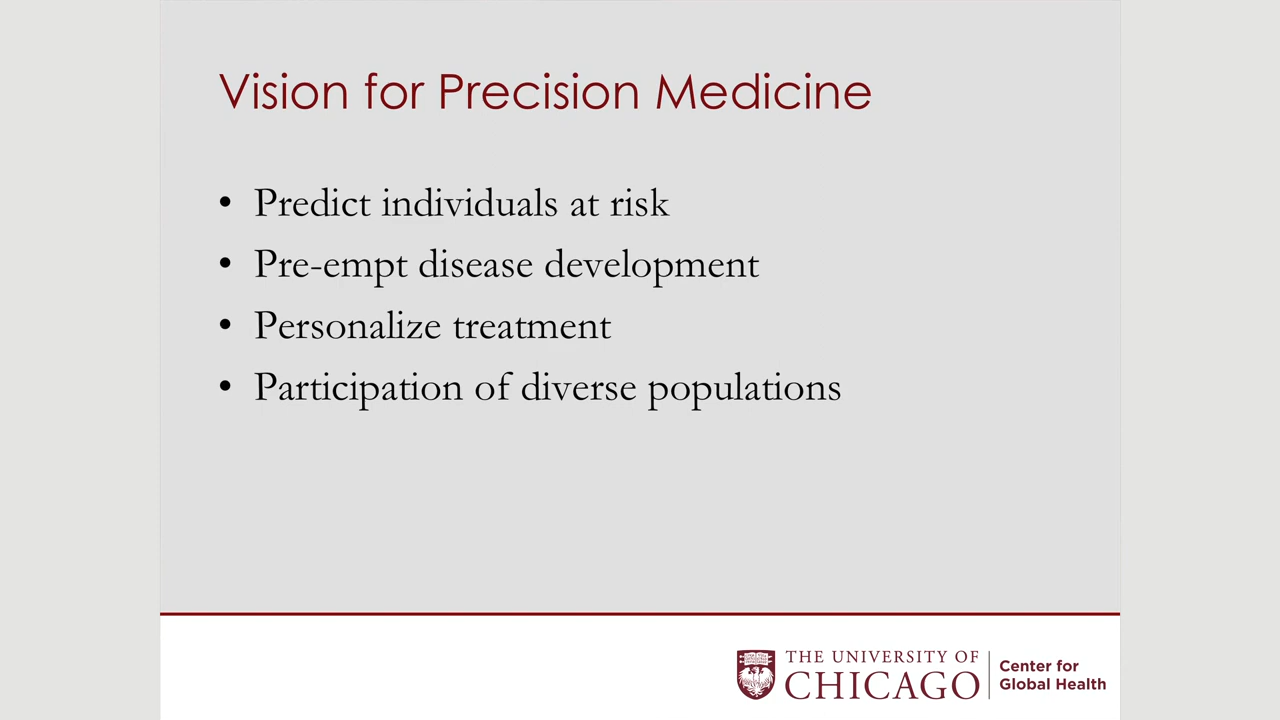 Vision for Precision Medicine
• Predict individuals at risk
• Pre-empt disease development
• Personalize treatment
• Participation of diverse populations
THE UNIVERSITY OF
CHICAGO
Center for
Global Health